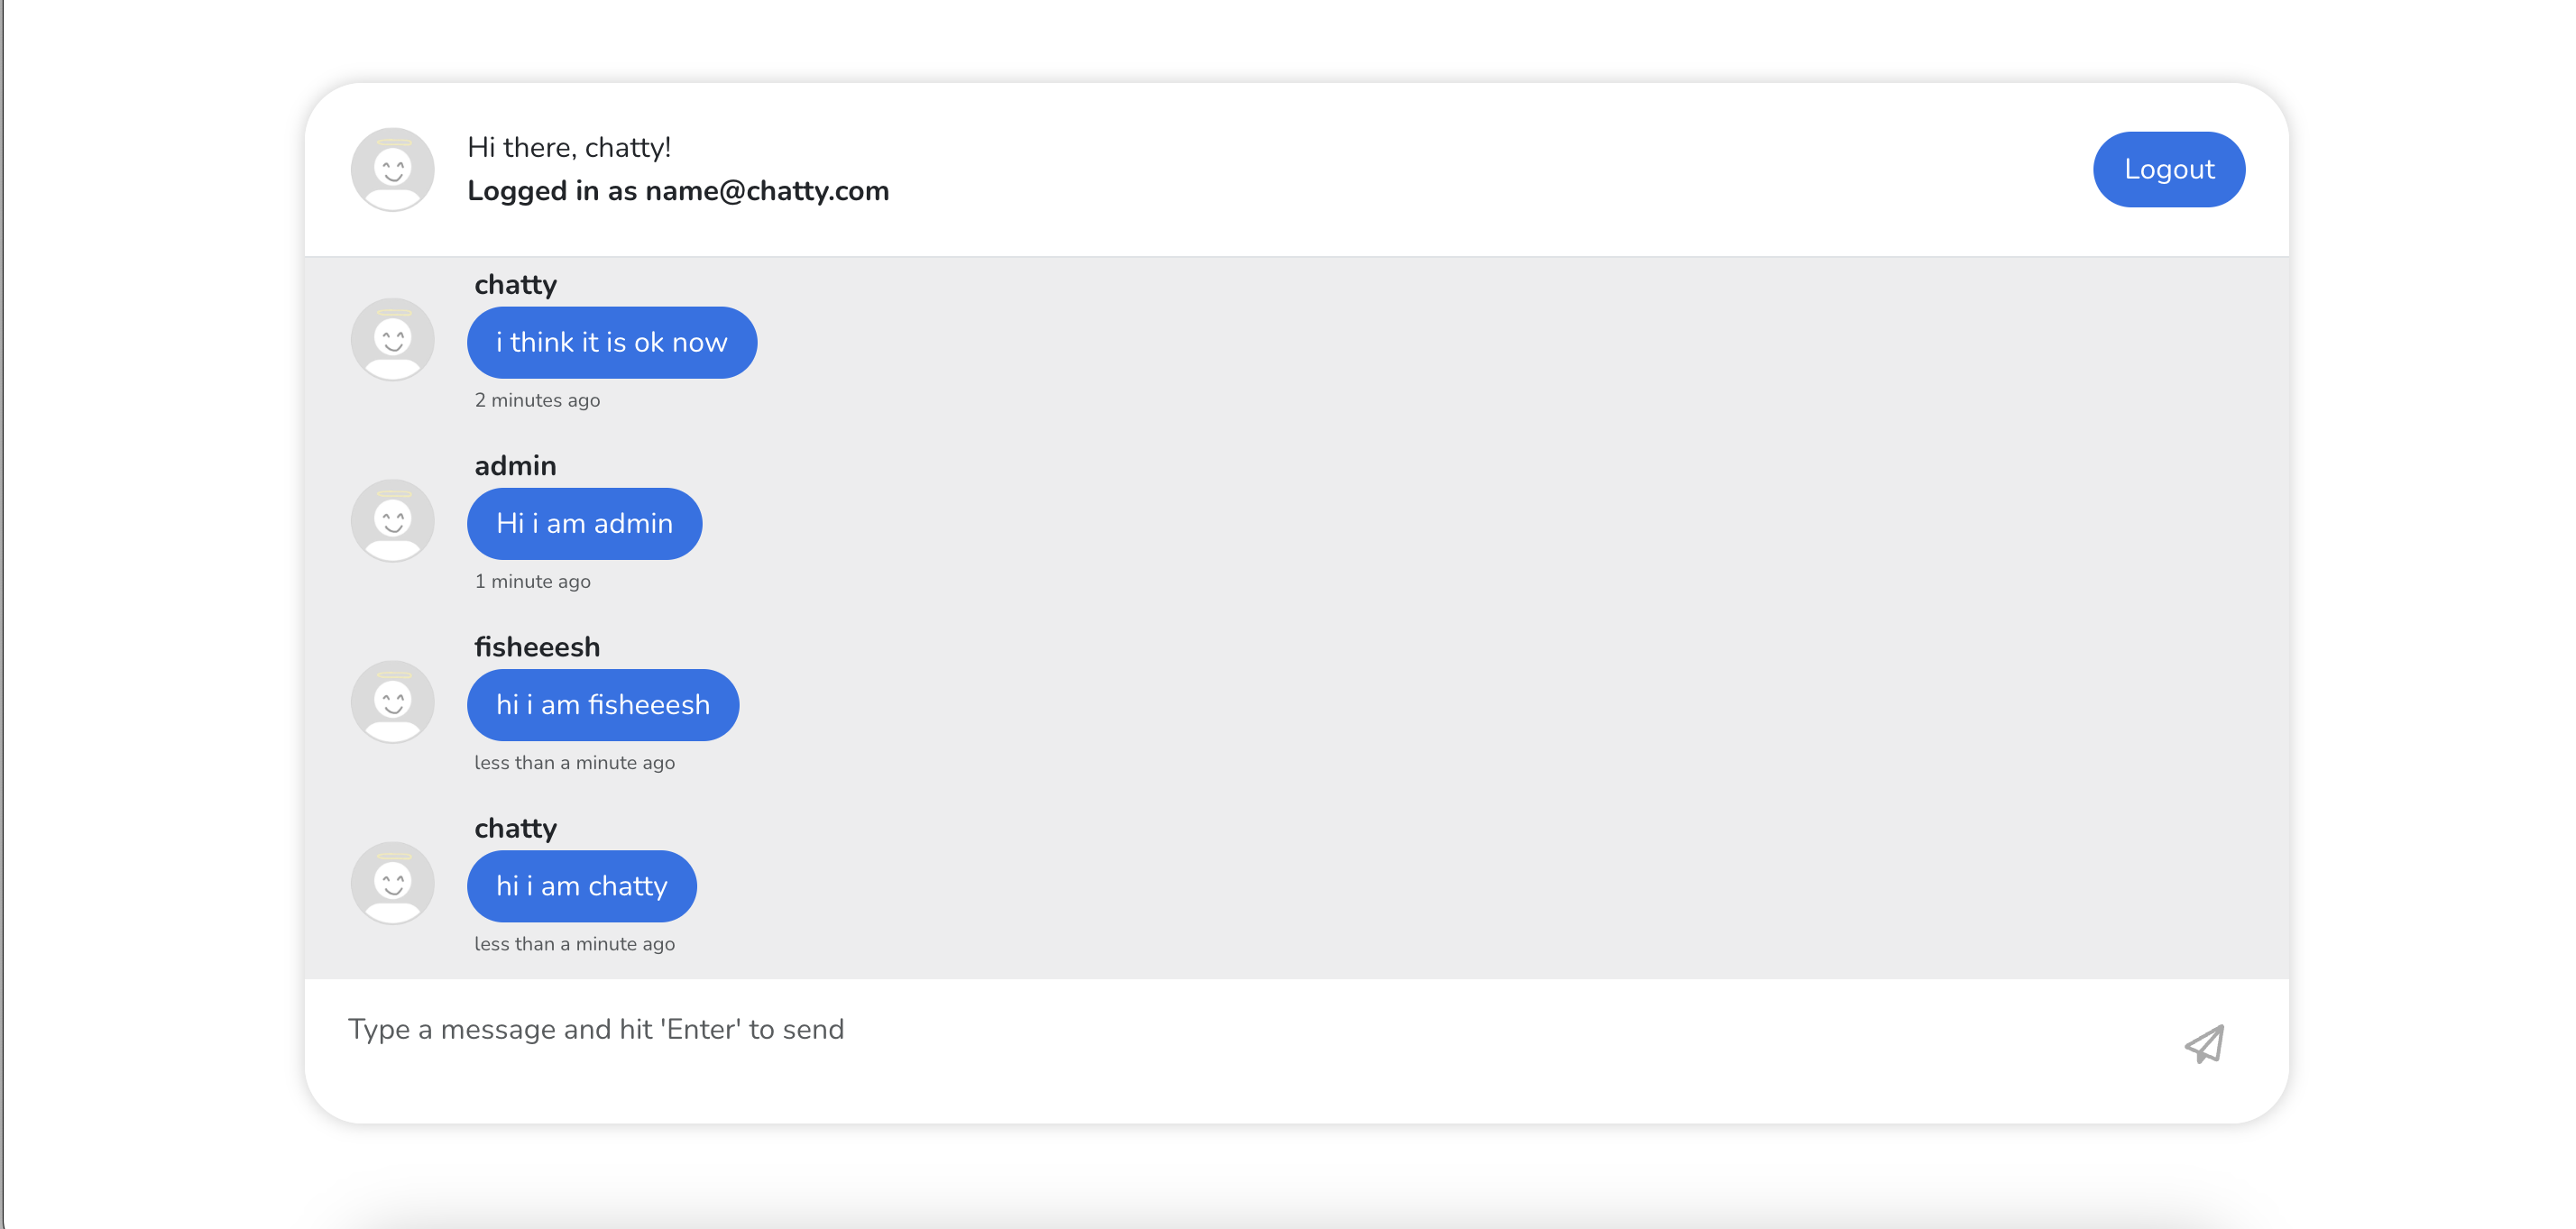 Hi there, chatty!
Logged in as name@chatty.com
Logout
chatty
i think it is ok now
2 minutes ago
admin
Hi i am admin
1 minute ago
fisheeesh
hi i am fisheeesh
less than a minute ago
chatty
hi i am chatty
less than a minute ago
Type a message and hit 'Enter' to send